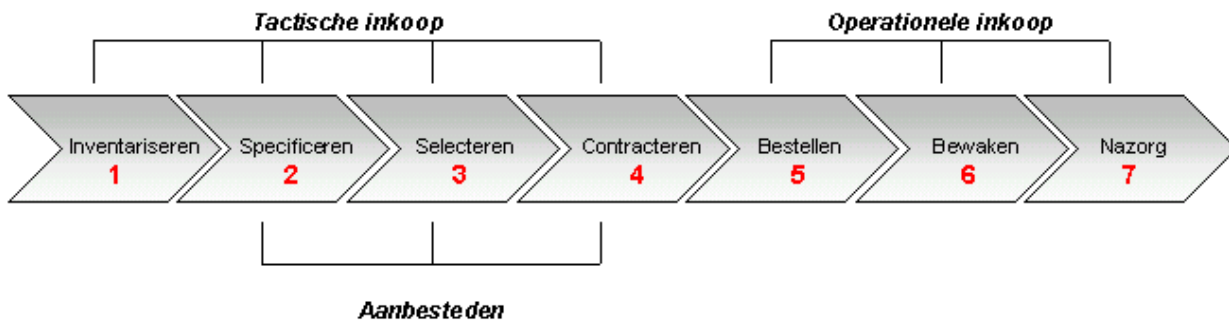 Tactische inkoop
Operationele inkoop
Inventariseren
1
Specificeren
2
Selecteren
3
Contracteren
4
Bestellen
5
Bewaken
6
Nazorg
7
Aanbesteden